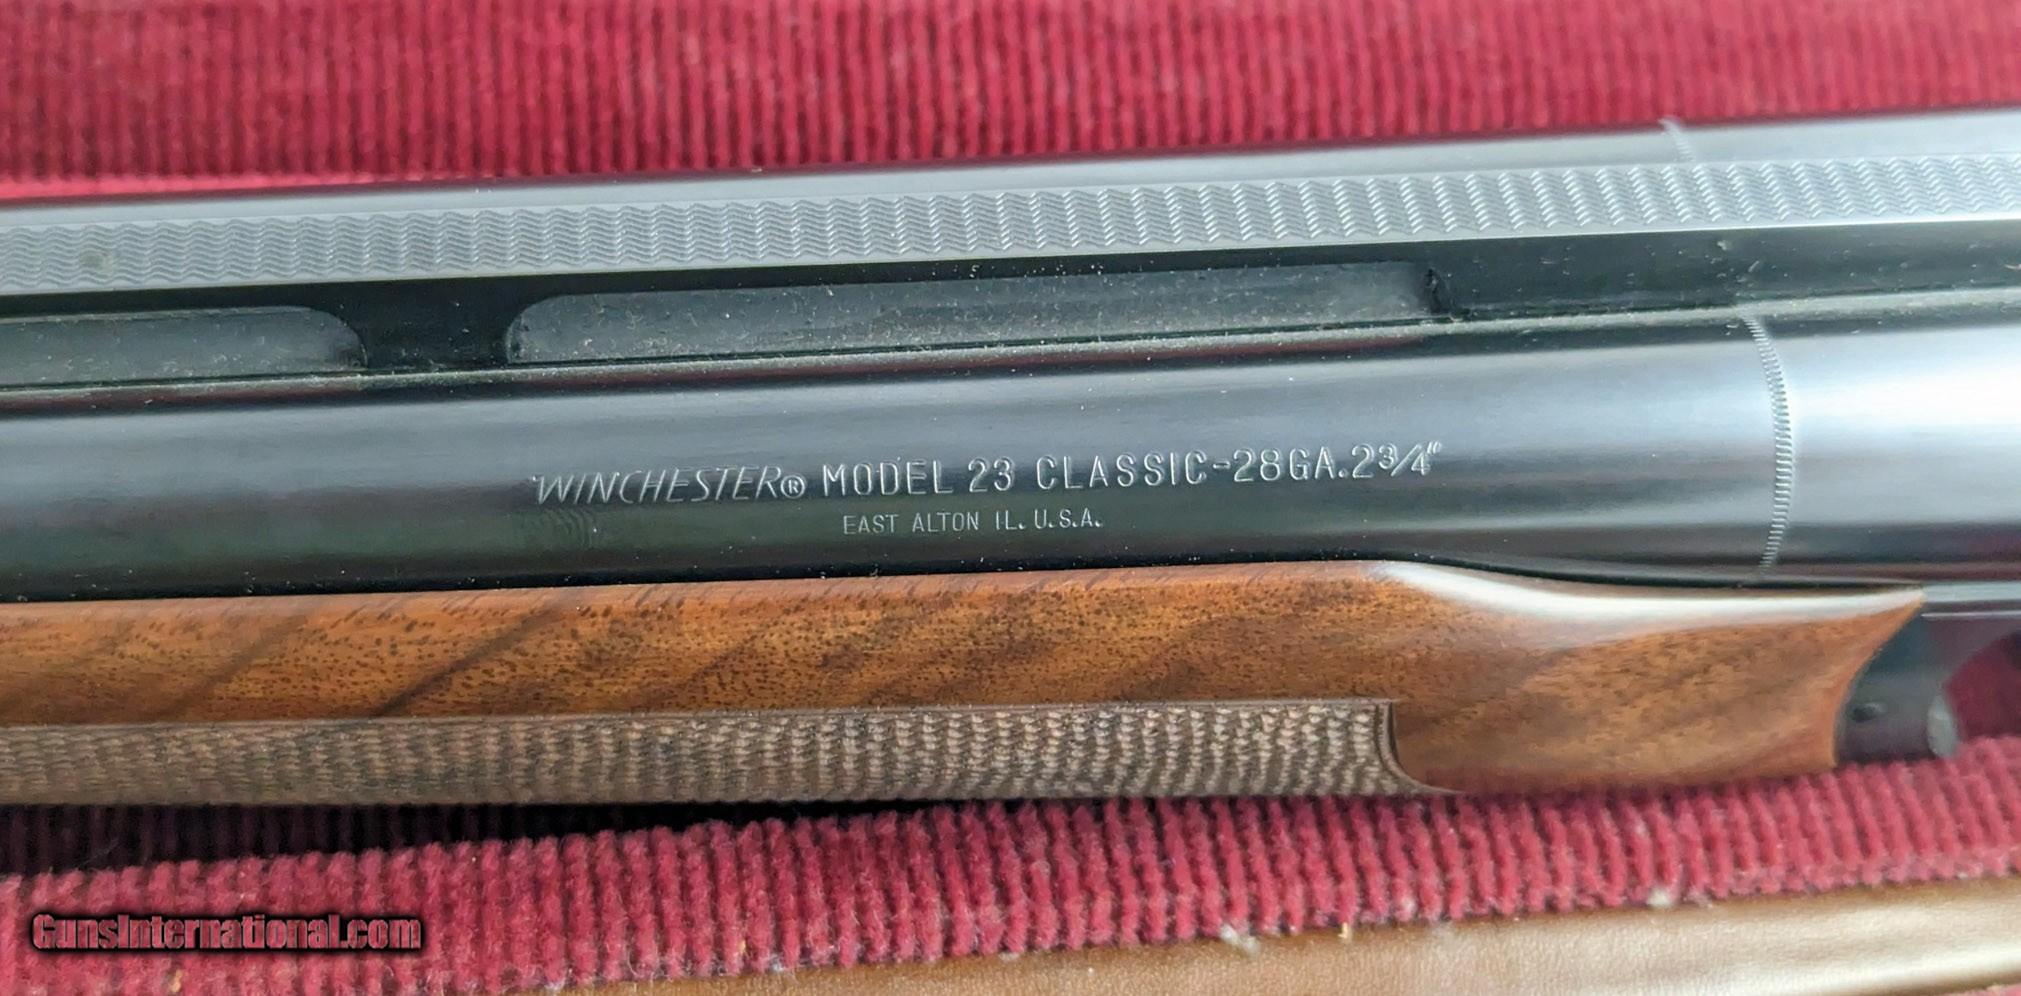 WINCHESTER® MODEL 23 CLASSIC-28GA.2¾"
EAST ALTON IL. U.S.A.
GunsInternational.com